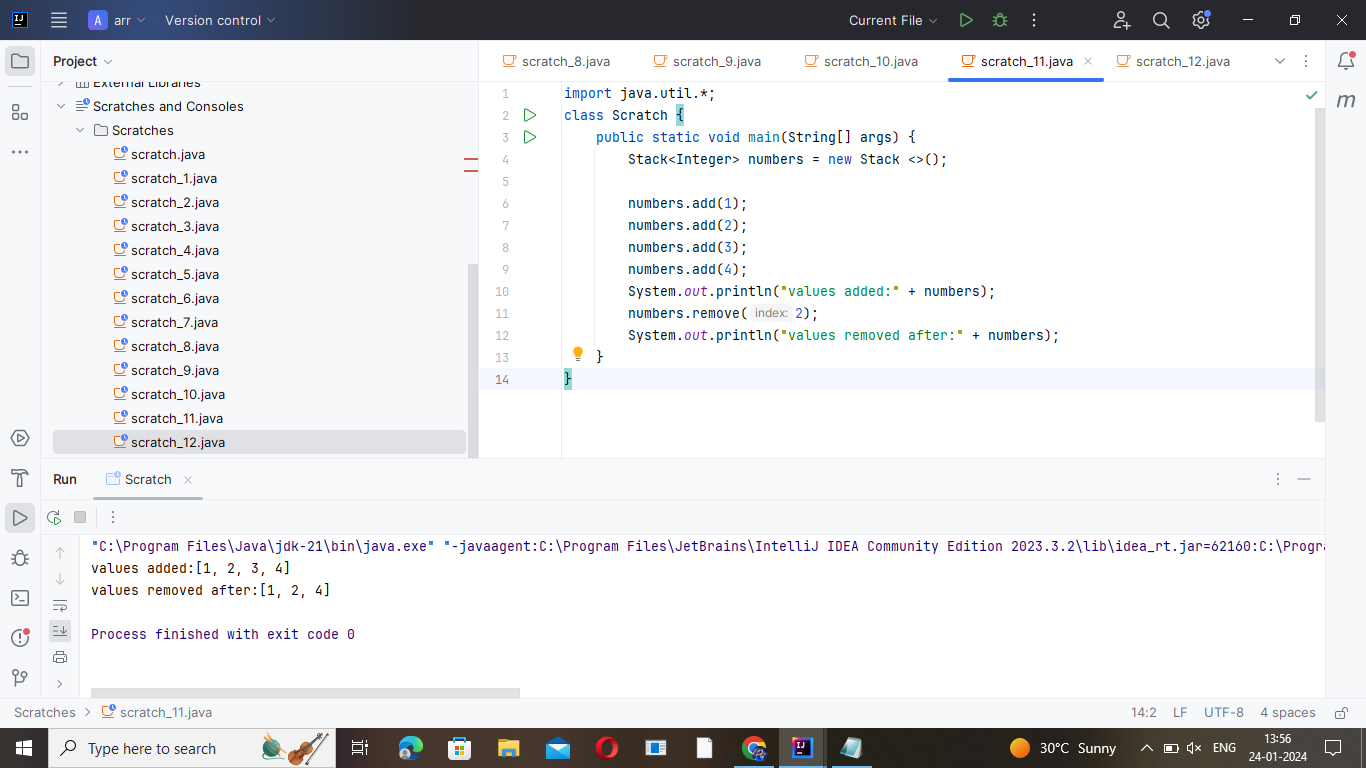 A arr Version control Current File
Project
scratch_8.java scratch_9.java scratch_10.java scratch_11.java scratch_12.java
External Libraries
Scratches and Consoles
Scratches
scratch.java
scratch_1.java
scratch_2.java
scratch_3.java
scratch_4.java
scratch_5.java
scratch_6.java
scratch_7.java
scratch_8.java
scratch_9.java
scratch_10.java
scratch_11.java
scratch_12.java
1 import java.util.*;
2 class Scratch {
3 public static void main(String[] args) {
4 Stack<Integer> numbers = new Stack <>();
5
6 numbers.add(1);
7 numbers.add(2);
8 numbers.add(3);
9 numbers.add(4);
10 System.out.println("values added:" + numbers);
11 numbers.remove( index: 2);
12 System.out.println("values removed after:" + numbers);
13 }
14 }
m
Run Scratch
"C:\Program Files\Java\jdk-21\bin\java.exe" "-javaagent:C:\Program Files\JetBrains\IntelliJ IDEA Community Edition 2023.3.2\lib\idea_rt.jar=62160:C:\Progra
values added:[1, 2, 3, 4]
values removed after:[1, 2, 4]
Process finished with exit code 0
Scratches > scratch_11.java 14:2 LF UTF-8 4 spaces
Type here to search 30°C Sunny ENG 13:56
24-01-2024